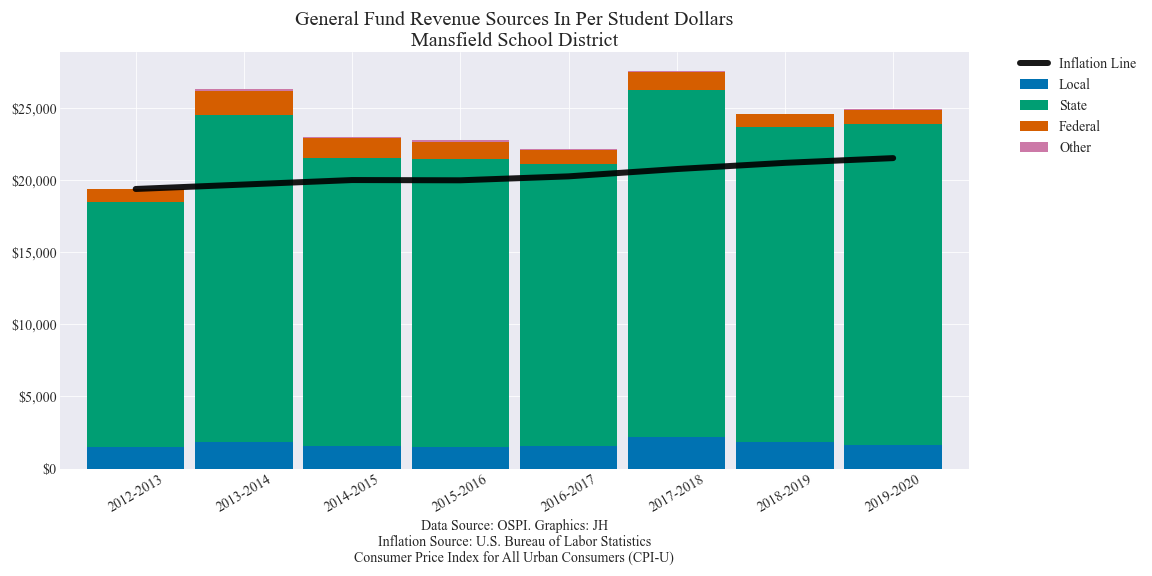 General Fund Revenue Sources In Per Student Dollars
Mansfield School District
Inflation Line
Local
State
Federal
Other
$25,000
$20,000
$15,000
$10,000
$5,000
$0
2012-2013
2013-2014
2014-2015
2015-2016
2016-2017
2017-2018
2018-2019
2019-2020
Data Source: OSPI. Graphics: JH
Inflation Source: U.S. Bureau of Labor Statistics
Consumer Price Index for All Urban Consumers (CPI-U)